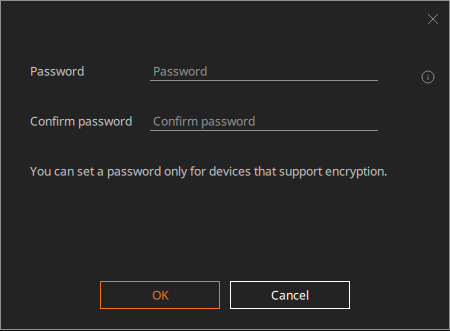 Password Password
Confirm password Confirm password
You can set a password only for devices that support encryption.
OK Cancel